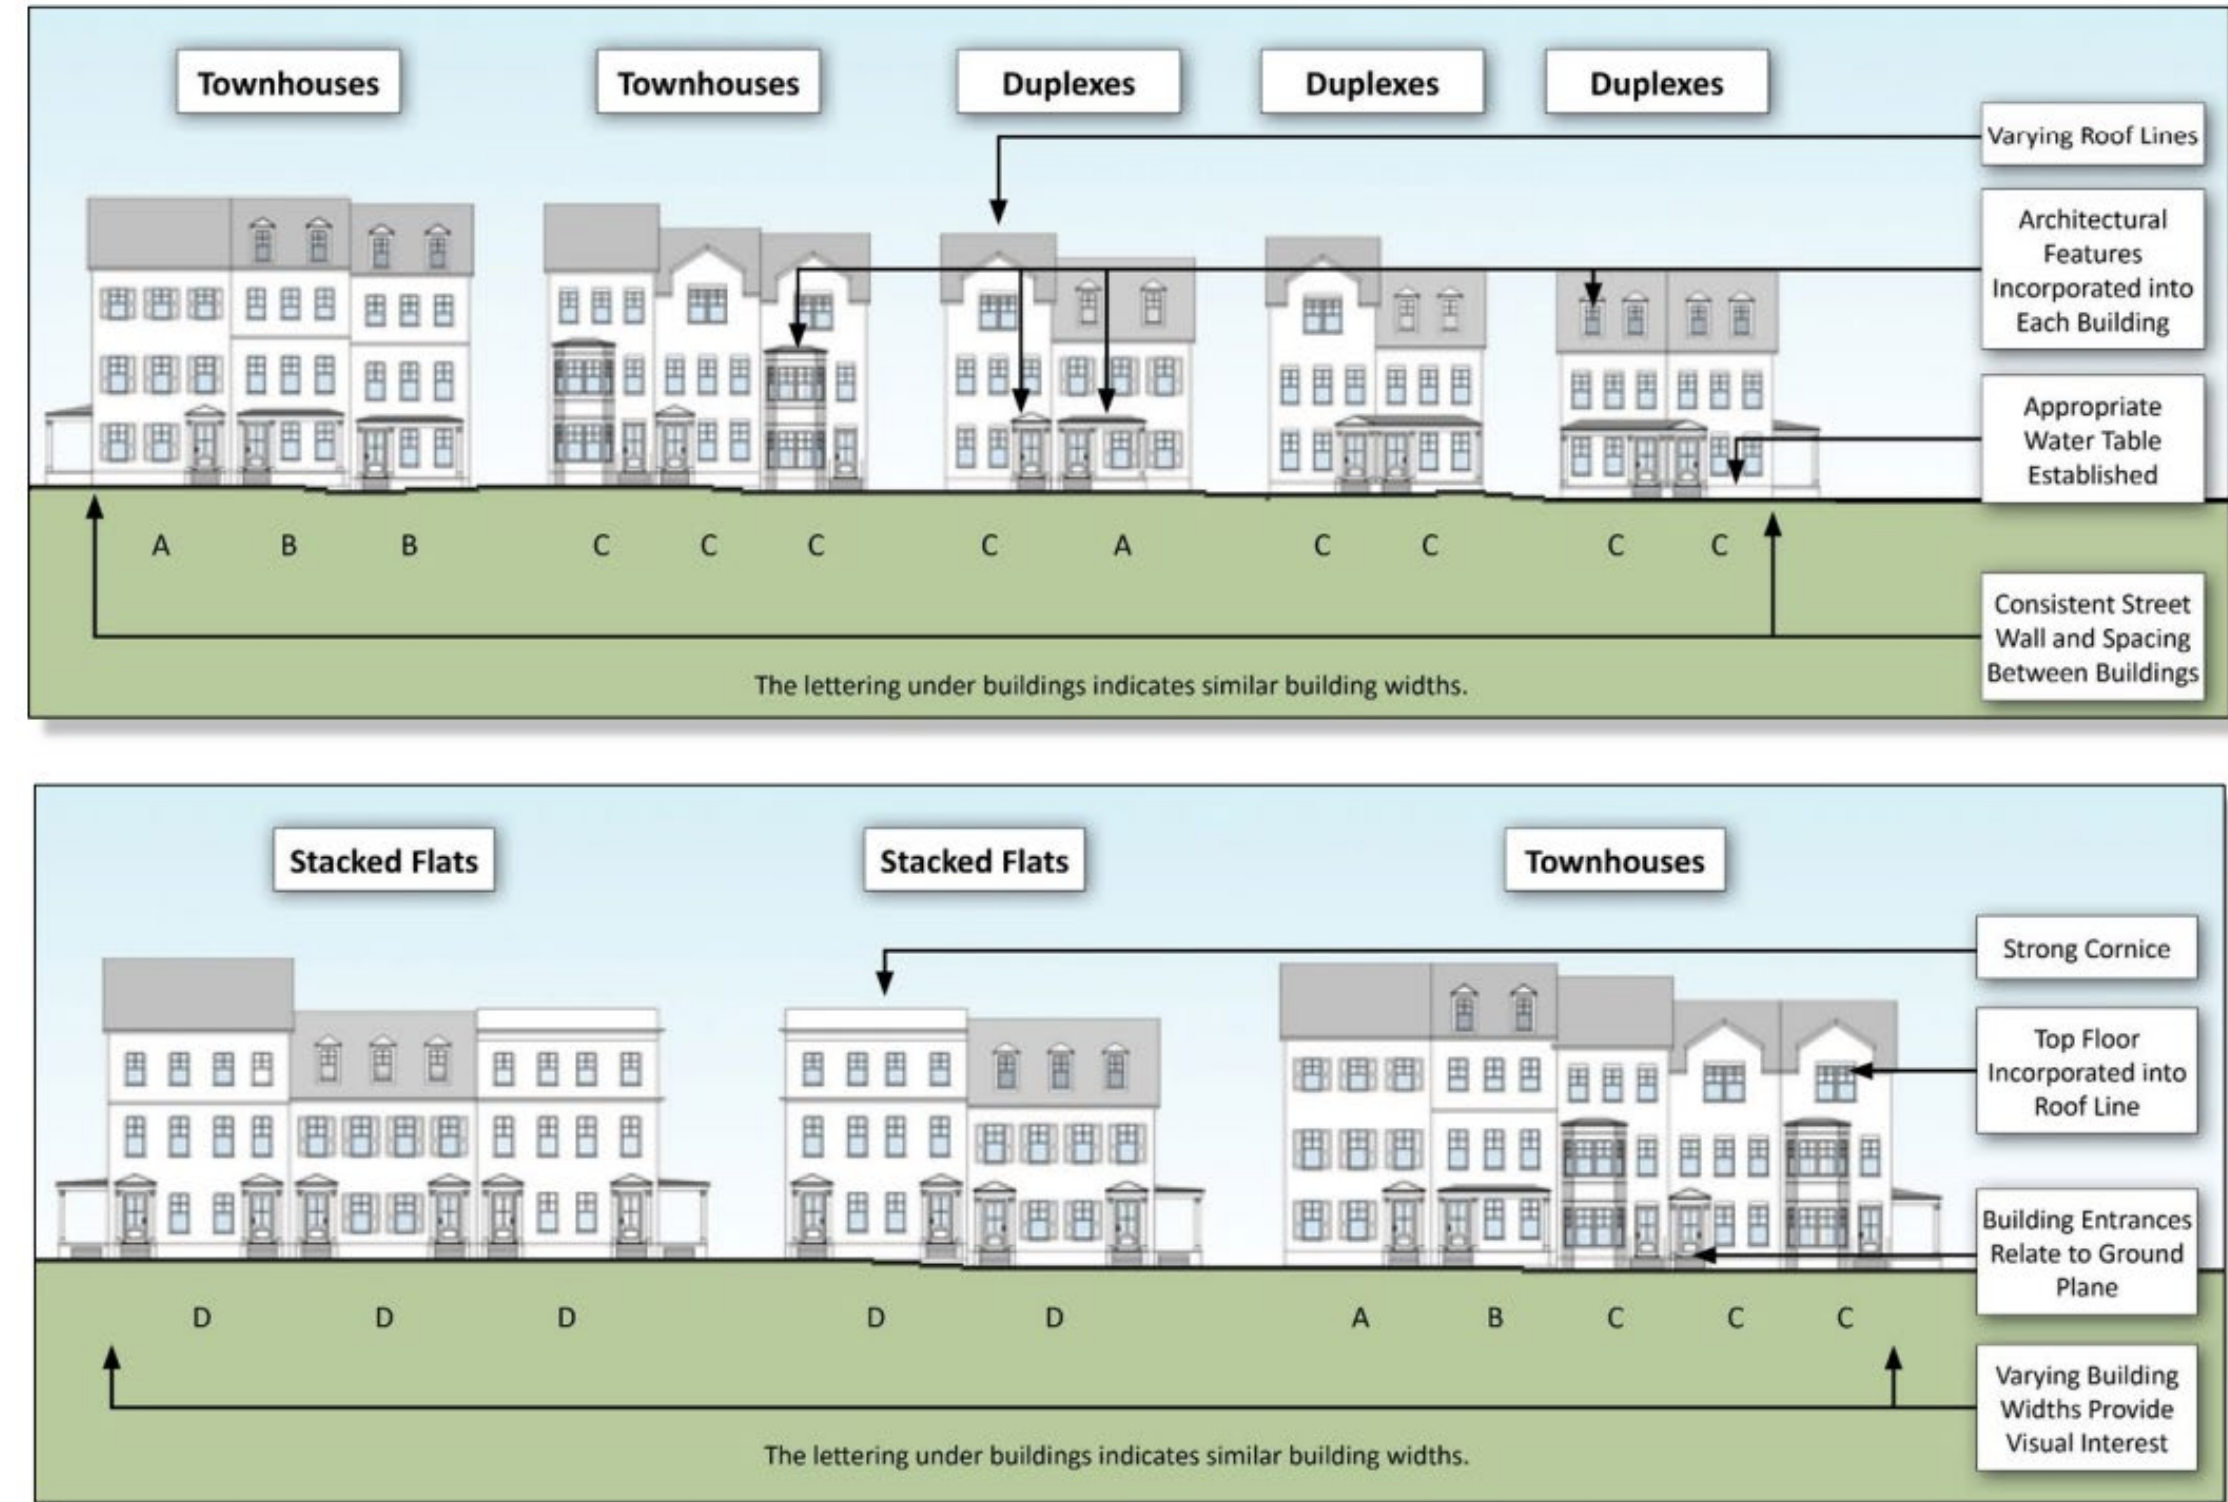 Townhouses
Townhouses
Duplexes
Duplexes
Duplexes
Varying Roof Lines
Architectural
Features
Incorporated into
Each Building
Appropriate
Water Table
Established
A B B C C C C A C C C C
Consistent Street
Wall and Spacing
Between Buildings
The lettering under buildings indicates similar building widths.
Stacked Flats
Stacked Flats
Townhouses
Strong Cornice
Top Floor
Incorporated into
Roof Line
Building Entrances
Relate to Ground
Plane
D D D D D A B C C C
Varying Building
Widths Provide
Visual Interest
The lettering under buildings indicates similar building widths.